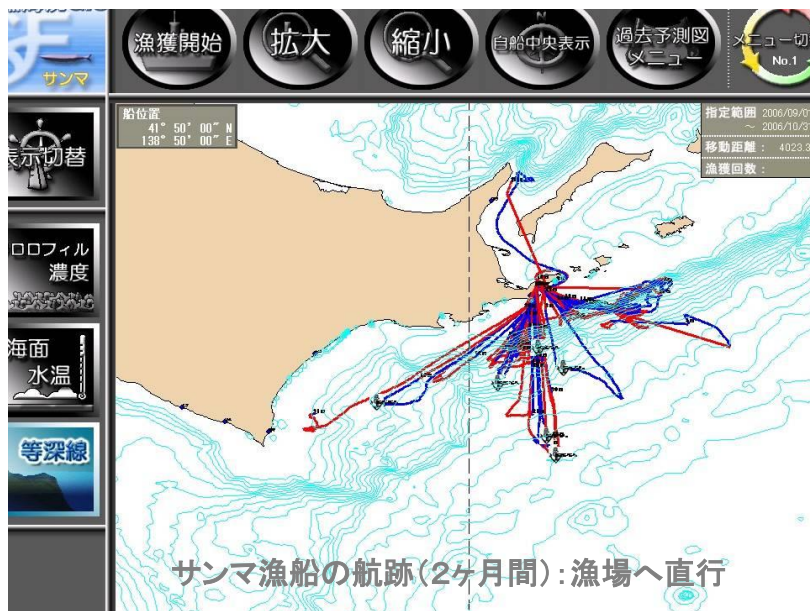 サンマ
漁獲開始
拡大
縮小
自船中央表示
過去予測図
メニュー
メニュー切
No.1
船位置
41° 50' 00" N
138° 50' 00" E
指定範囲 2006/09/01
～ 2006/10/31
移動距離 : 4023.3
漁獲回数 :
表示切替
ロロフィル
濃度
海面
水温
等深線
サンマ漁船の航跡(2ヶ月間):漁場へ直行